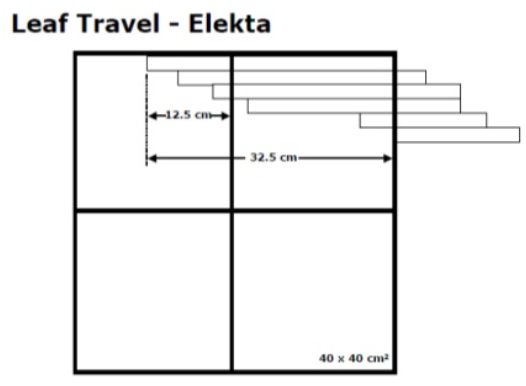 Leaf Travel - Elekta
12.5 cm
32.5 cm
40 x 40 cm²